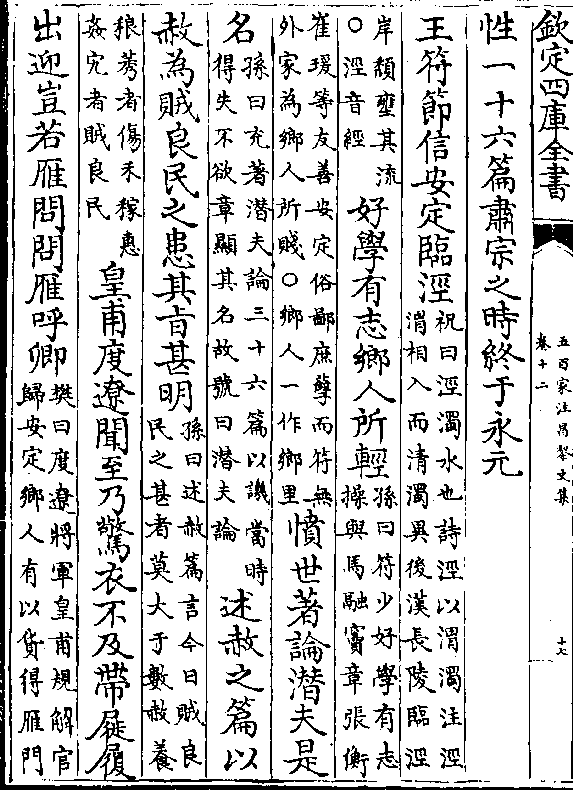 欽定四庫全書
五百家注昌黎文集
卷十二
十七
性一十六篇肅宗之時終于永元
王符節信安定臨涇
祝曰涇濁水也詩涇以渭濁注涇
渭相入而清濁異後漢長陵臨涇
岸頹壅其流
○涇音經
好學有志鄉人所輕
孫曰符少好學有志
操與馬融竇章張衡
崔瑗等友善安定俗鄙庶孽而符無
外家為鄉人所賤○鄉人一作鄉里
憤世著論潜夫是
名
孫曰充著潜夫論三十六篇以譏當時
得失不欲章顯其名故號曰潜夫論
述赦之篇以
赦為賊良民之患其旨甚明
孫曰述赦篇言今日賊良
民之甚者莫大于數赦養
稂莠者傷禾稼惠
姦宄者賊良民
皇甫度遼聞至乃驚衣不及帶屣履
出迎豈若雁問問雁呼卿
樊曰度遼將軍皇甫規解官
歸安定鄉人有以貨得雁門